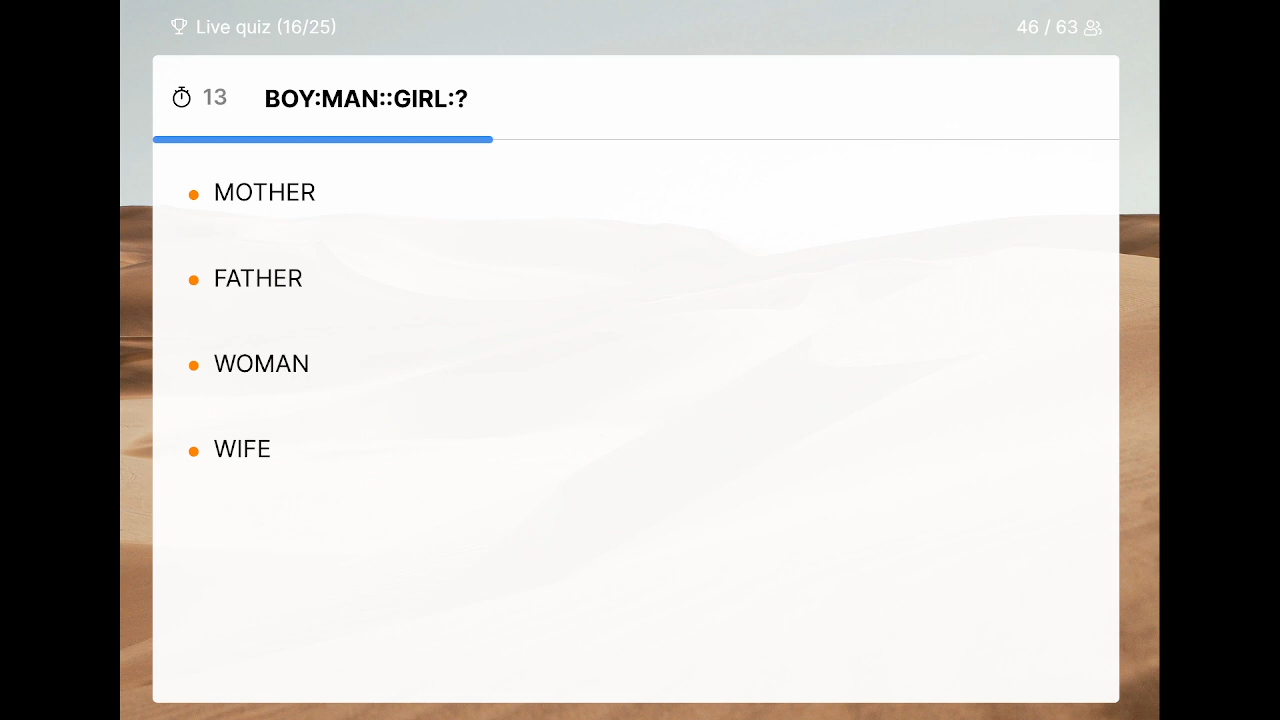 Live quiz (16/25)
46 / 63
13
BOY:MAN::GIRL:?
MOTHER
FATHER
WOMAN
WIFE